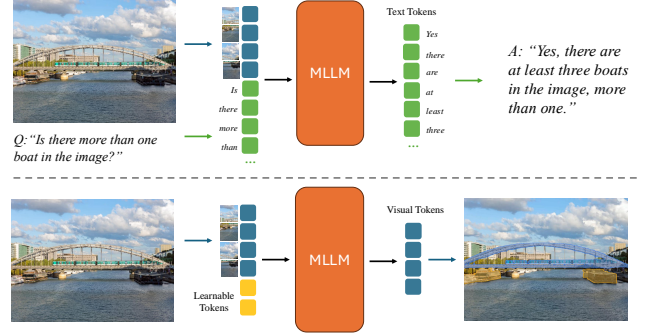 Text Tokens
Yes
there
are
at
least
three
...
Is
there
more
than
...
MLLM
A: “Yes, there are
at least three boats
in the image, more
than one.”
Q:“Is there more than one
boat in the image?”
Learnable
Tokens
MLLM
Visual Tokens